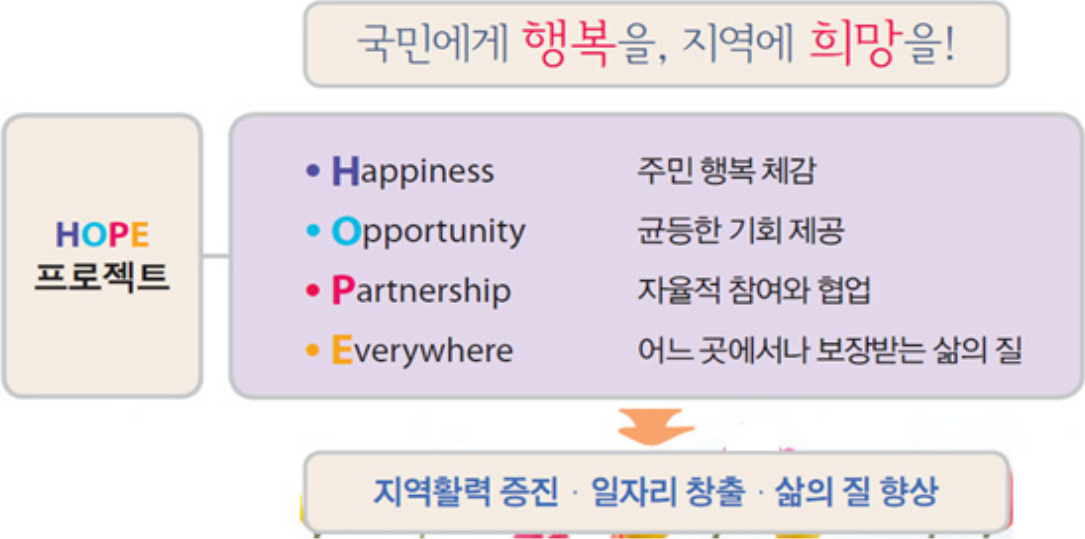 국민에게 행복을, 지역에 희망을!
HOPE
프로젝트
• Happiness 주민 행복 체감
• Opportunity 균등한 기회 제공
• Partnership 자율적 참여와 협업
• Everywhere 어느 곳에서나 보장받는 삶의 질
지역활력 증진 · 일자리 창출 · 삶의 질 향상